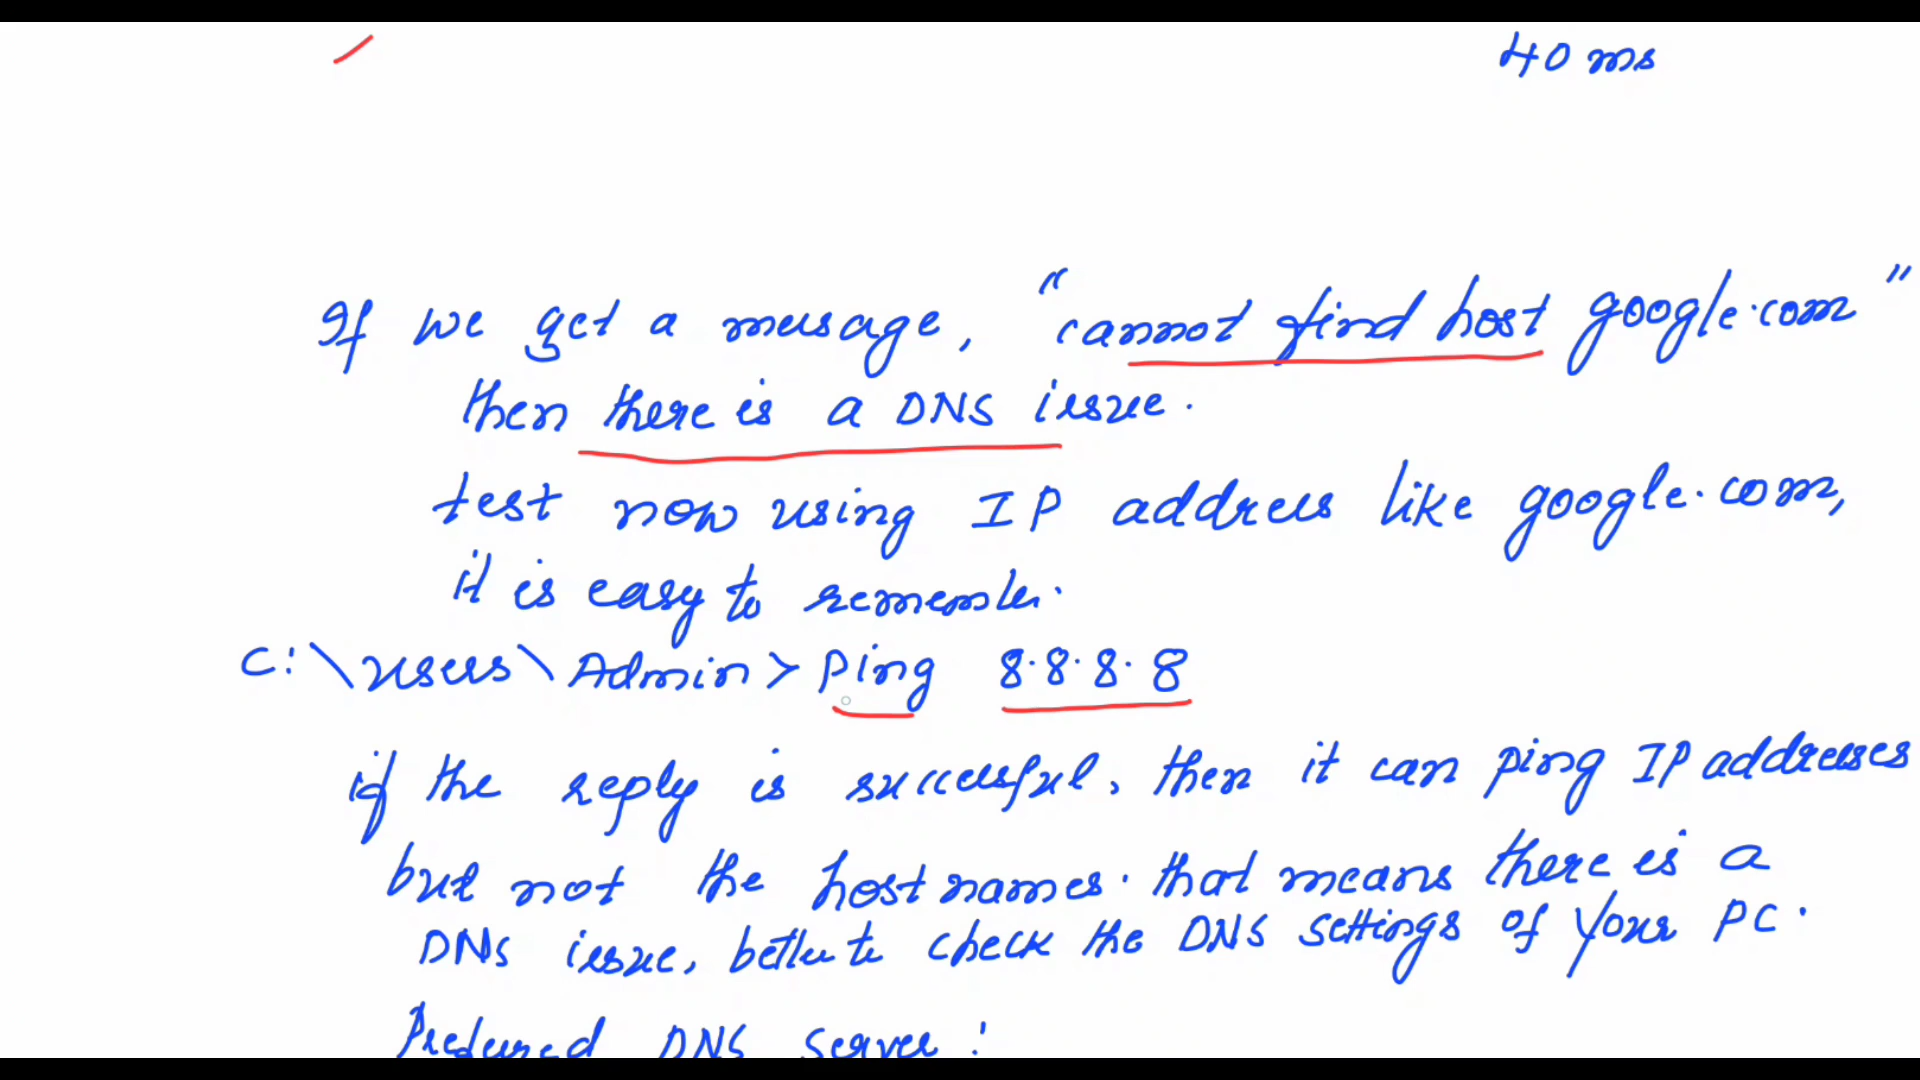 40 ms
If we get a message, "cannot find host google.com"
then there is a DNS issue.
test now using IP address like google.com,
it is easy to remember.
C:\users\Admin> Ping 8.8.8.8
if the reply is successful, then it can ping IP addresses
but not the hostnames. that means there is a
DNS issue, better to check the DNS settings of your PC.
Preferred DNS server: